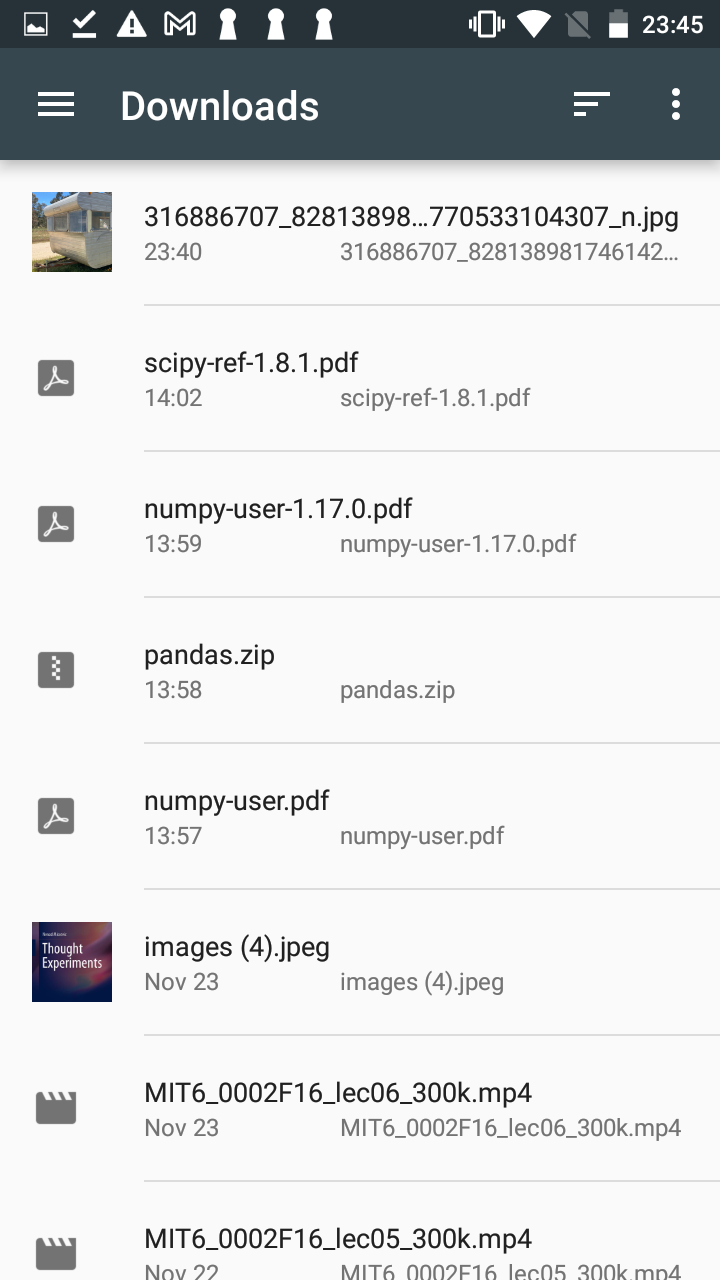 23:45
Downloads
316886707_82813898...770533104307_n.jpg
23:40 316886707_828138981746142...
scipy-ref-1.8.1.pdf
14:02 scipy-ref-1.8.1.pdf
numpy-user-1.17.0.pdf
13:59 numpy-user-1.17.0.pdf
pandas.zip
13:58 pandas.zip
numpy-user.pdf
13:57 numpy-user.pdf
Thought
Experiments
images (4).jpeg
Nov 23 images (4).jpeg
MIT6_0002F16_lec06_300k.mp4
Nov 23 MIT6_0002F16_lec06_300k.mp4
MIT6_0002F16_lec05_300k.mp4
Nov 22 MIT6_0002F16_lec05_300k.mp4